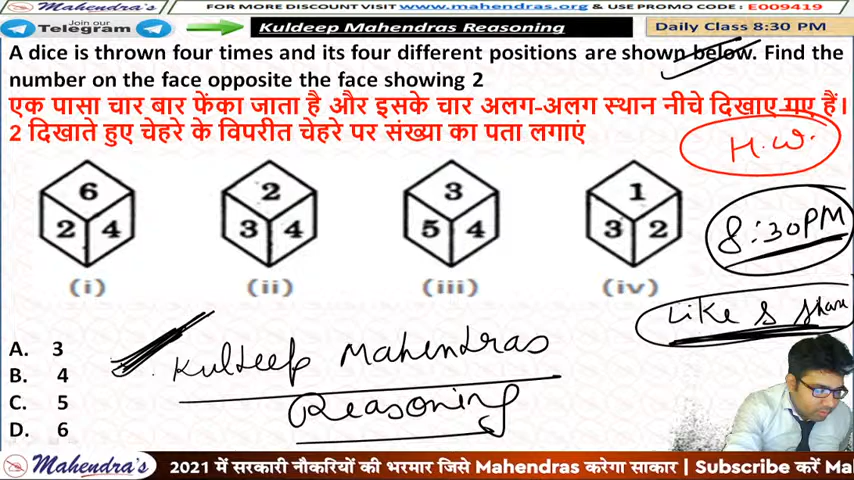 Mahendra's
FOR MORE DISCOUNT VISIT www.mahendras.org & USE PROMO CODE: E009419
Join our
Telegram
Kuldeep Mahendras Reasoning
Daily Class 8:30 PM
A dice is thrown four times and its four different positions are shown below. Find the
number on the face opposite the face showing 2
एक पासा चार बार फेंका जाता है और इसके चार अलग-अलग स्थान नीचे दिखाए गए हैं।
2 दिखाते हुए चेहरे के विपरीत चेहरे पर संख्या का पता लगाएं
H.W.
6 2 3 1
2 4 3 4 5 4 3 2
8:30PM
(i) (ii) (iii) (iv)
Like & Share
A. 3
B. 4
C. 5
D. 6
Kuldeep Mahendras
Reasoning
Mahendra's
2021 में सरकारी नौकरियों की भरमार जिसे Mahendras करेगा साकार | Subscribe करें Ma